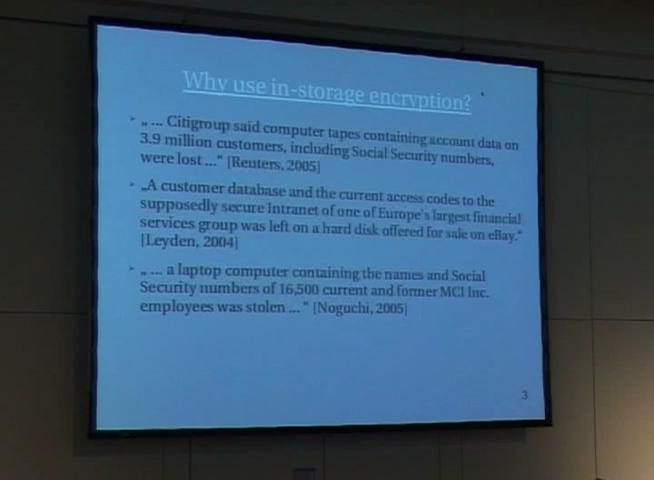 Why use in-storage encryption?
➢ „ ... Citigroup said computer tapes containing account data on
3.9 million customers, including Social Security numbers,
were lost ...“ [Reuters, 2005]
➢ „A customer database and the current access codes to the
supposedly secure Intranet of one of Europe's largest financial
services group was left on a hard disk offered for sale on eBay.“
[Leyden, 2004]
➢ „ ... a laptop computer containing the names and Social
Security numbers of 16,500 current and former MCI Inc.
employees was stolen ... “ [Noguchi, 2005]
3